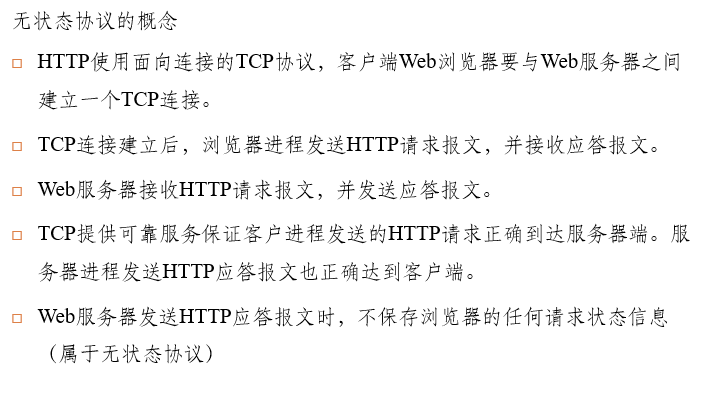 无状态协议的概念
□ HTTP使用面向连接的TCP协议，客户端Web浏览器要与Web服务器之间
建立一个TCP连接。
□ TCP连接建立后，浏览器进程发送HTTP请求报文，并接收应答报文。
□ Web服务器接收HTTP请求报文，并发送应答报文。
□ TCP提供可靠服务保证客户进程发送的HTTP请求正确到达服务器端。服
务器进程发送HTTP应答报文也正确达到客户端。
□ Web服务器发送HTTP应答报文时，不保存浏览器的任何请求状态信息
（属于无状态协议）